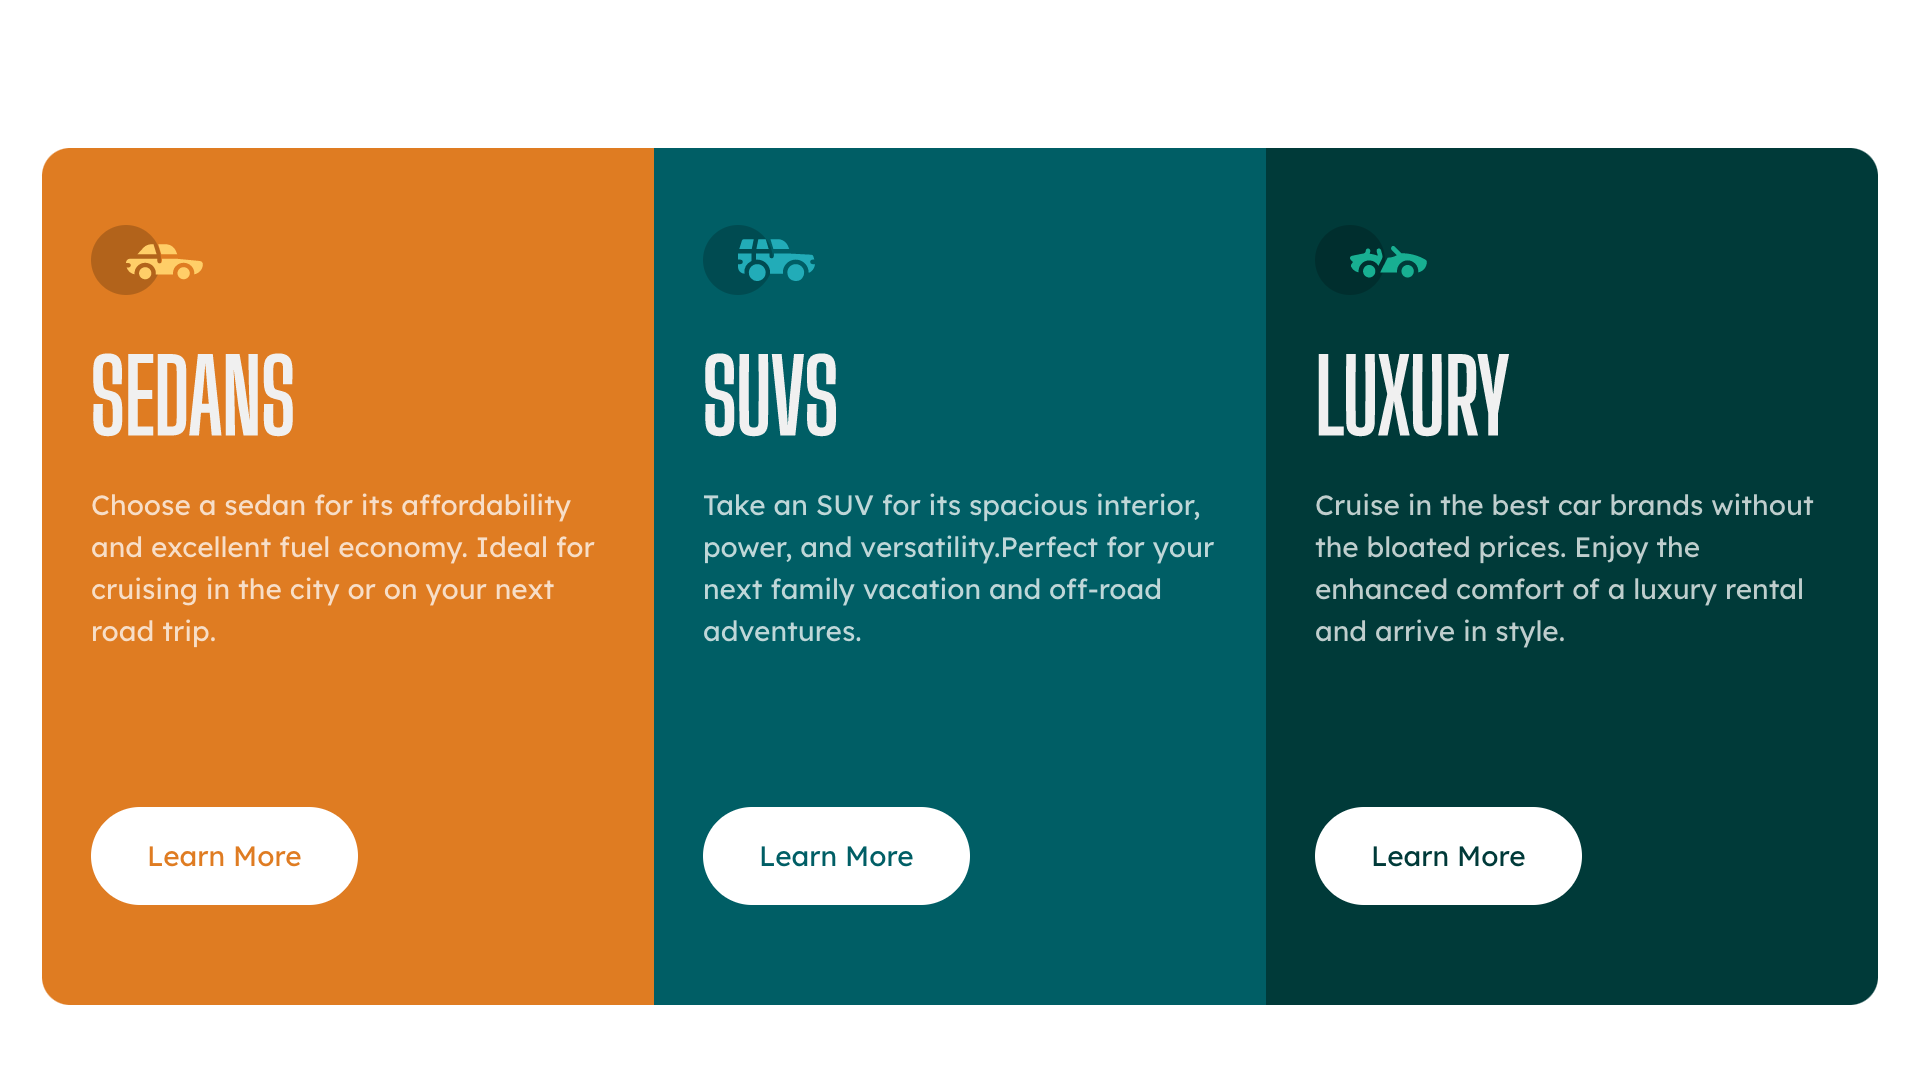 SEDANS
Choose a sedan for its affordability
and excellent fuel economy. Ideal for
cruising in the city or on your next
road trip.
Learn More
SUVS
Take an SUV for its spacious interior,
power, and versatility.Perfect for your
next family vacation and off-road
adventures.
Learn More
LUXURY
Cruise in the best car brands without
the bloated prices. Enjoy the
enhanced comfort of a luxury rental
and arrive in style.
Learn More